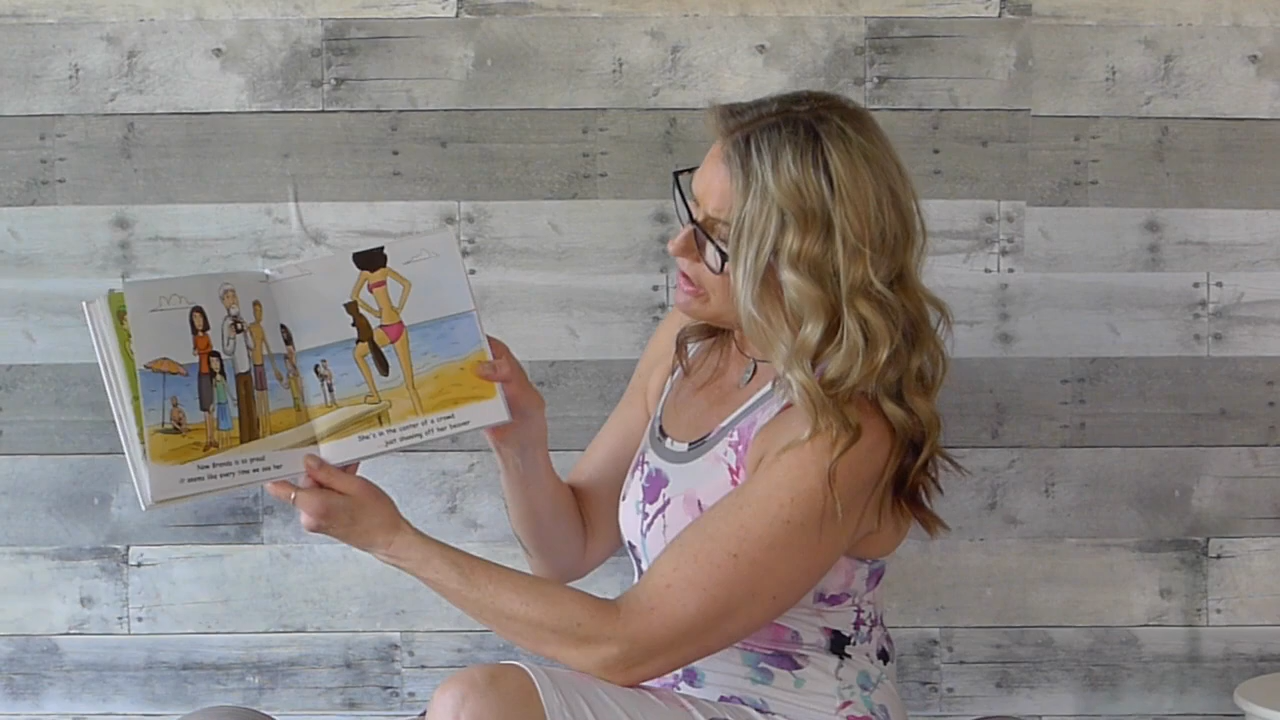 Now Brenda is so proud
it seems like every time we see her
She's in the center of a crowd
just showing off her beaver